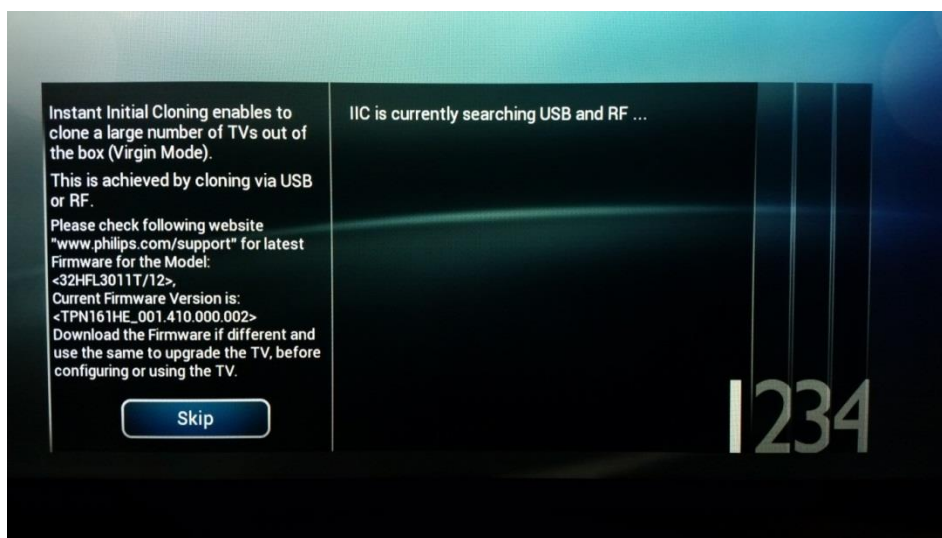 Instant Initial Cloning enables to
clone a large number of TVs out of
the box (Virgin Mode).
This is achieved by cloning via USB
or RF.
Please check following website
"www.philips.com/support" for latest
Firmware for the Model:
<32HFL3011T/12>,
Current Firmware Version is:
<TPN161HE_001.410.000.002>
Download the Firmware if different and
use the same to upgrade the TV, before
configuring or using the TV.
Skip
IIC is currently searching USB and RF ...
1234